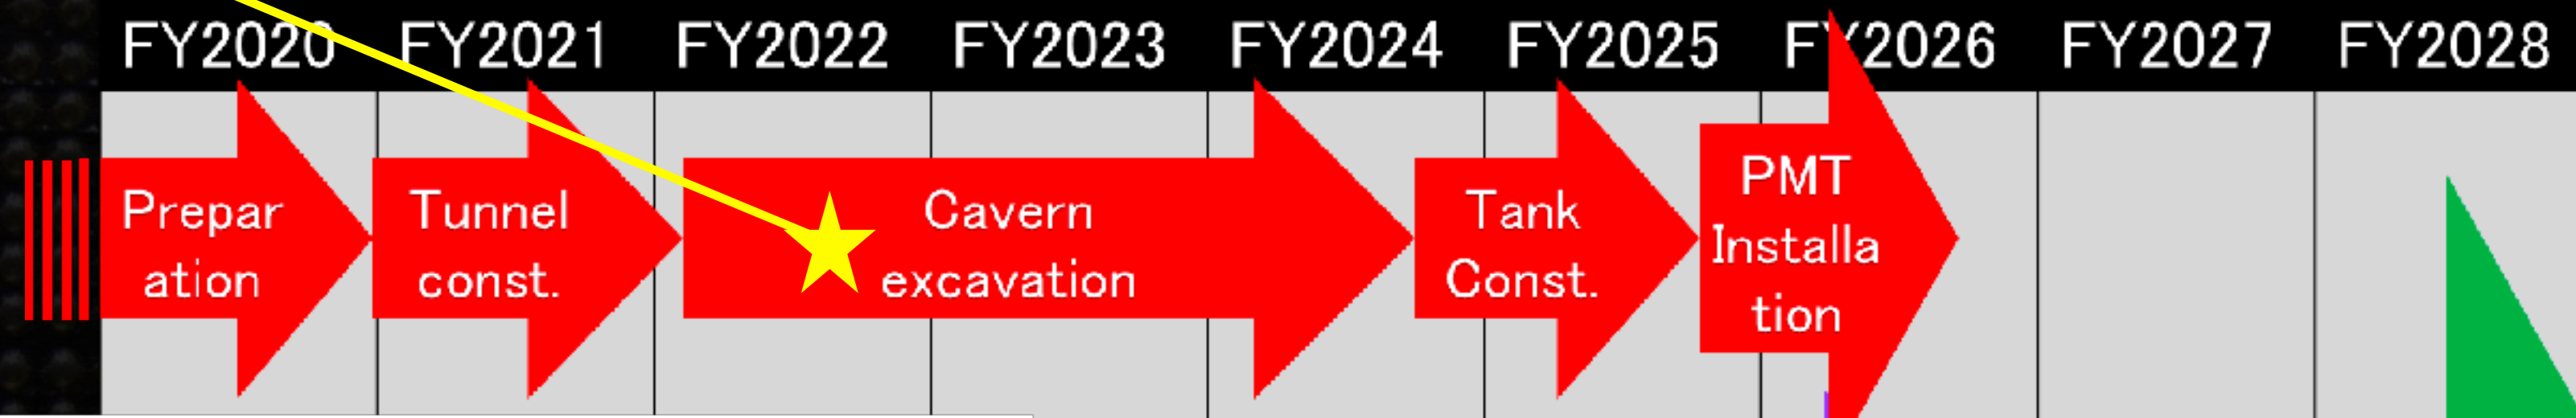 FY2020 FY2021 FY2022 FY2023 FY2024 FY2025 FY2026 FY2027 FY2028
Prepar
ation
Tunnel
const.
Cavern
excavation
Tank
Const.
PMT
Installa
tion